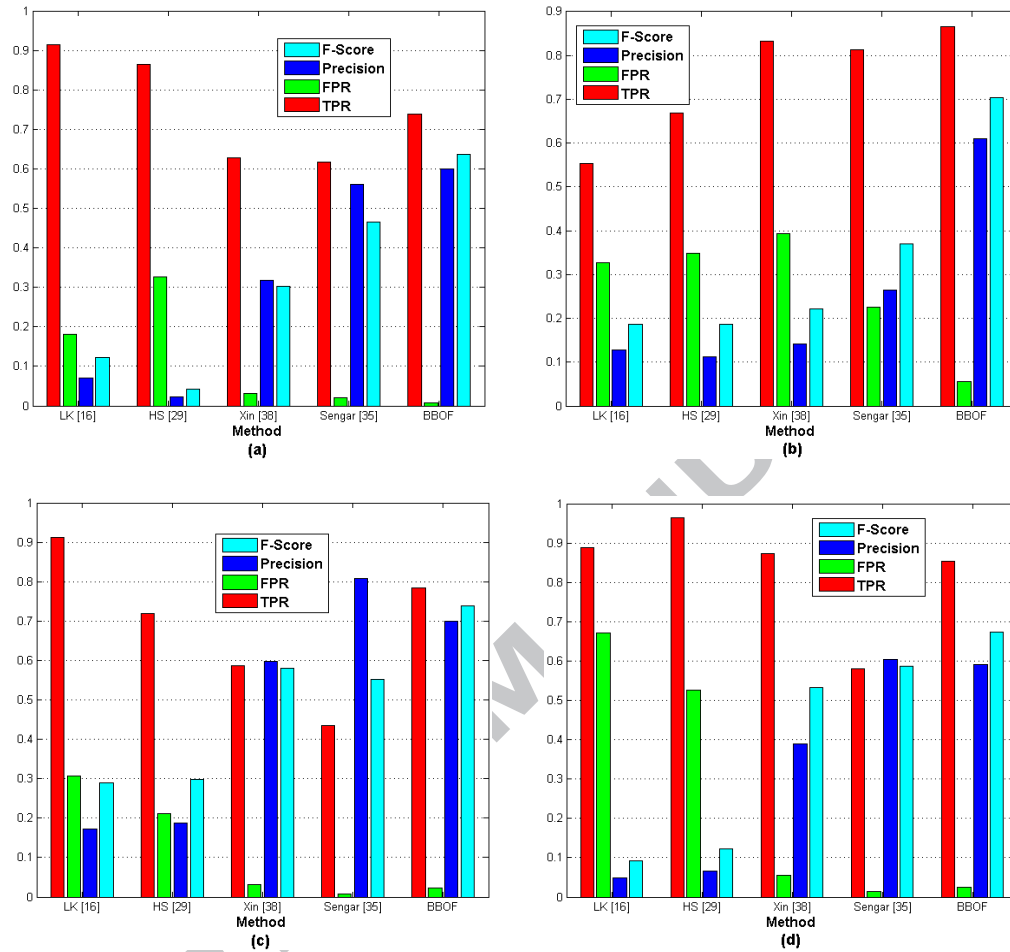 1
0.9
0.8
0.7
0.6
0.5
0.4
0.3
0.2
0.1
0
F-Score
Precision
FPR
TPR
LK [16] HS [29] Xin [38] Sengar [35] BBOF
Method
(a)
0.9
0.8
0.7
0.6
0.5
0.4
0.3
0.2
0.1
0
F-Score
Precision
FPR
TPR
LK [16] HS [29] Xin [38] Sengar [35] BBOF
Method
(b)
1
0.9
0.8
0.7
0.6
0.5
0.4
0.3
0.2
0.1
0
F-Score
Precision
FPR
TPR
LK [16] HS [29] Xin [38] Sengar [35] BBOF
Method
(c)
1
0.9
0.8
0.7
0.6
0.5
0.4
0.3
0.2
0.1
0
F-Score
Precision
FPR
TPR
LK [16] HS [29] Xin [38] Sengar [35] BBOF
Method
(d)